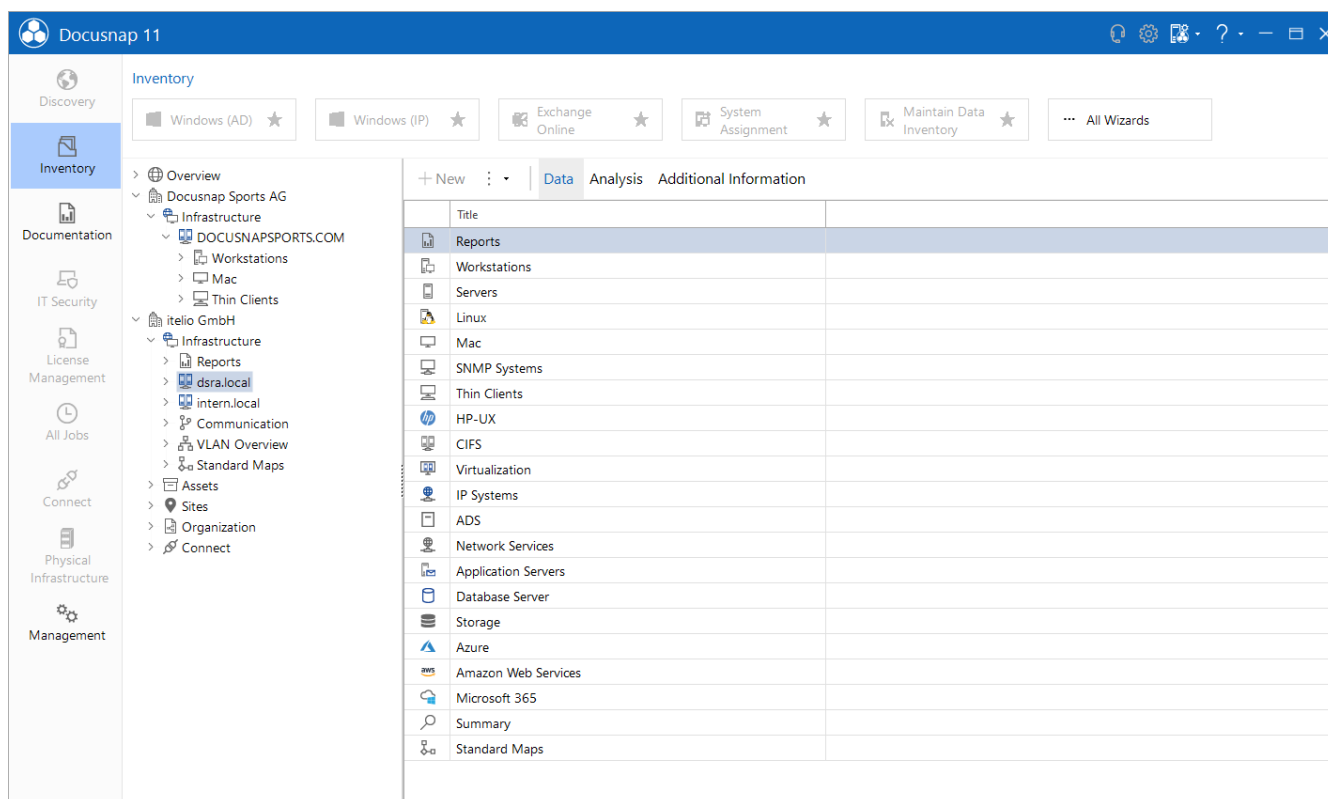 Docusnap 11
Discovery
Inventory
Documentation
IT Security
License
Management
All Jobs
Connect
Physical
Infrastructure
Management
Inventory
Windows (AD)
Windows (IP)
Exchange
Online
System
Assignment
Maintain Data
Inventory
All Wizards
Overview
Docusnap Sports AG
Infrastructure
DOCUSNAPSPORTS.COM
Workstations
Mac
Thin Clients
itelio GmbH
Infrastructure
Reports
dsra.local
intern.local
Communication
VLAN Overview
Standard Maps
Assets
Sites
Organization
Connect
New
Data Analysis Additional Information
Title
Reports
Workstations
Servers
Linux
Mac
SNMP Systems
Thin Clients
hp HP-UX
CIFS
Virtualization
IP Systems
ADS
Network Services
Application Servers
Database Server
Storage
Azure
aws Amazon Web Services
Microsoft 365
Summary
Standard Maps